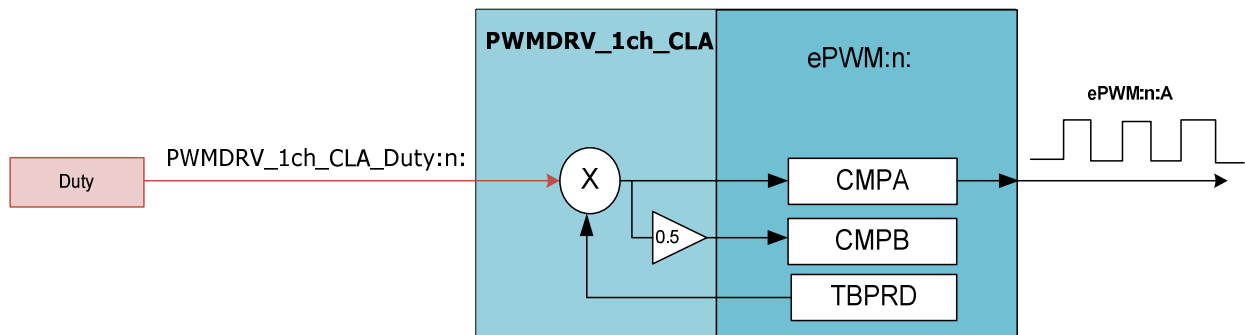 PWMDRV_1ch_CLA
ePWM:n:
ePWM:n:A
PWMDRV_1ch_CLA_Duty:n:
Duty
X
CMPA
0.5
CMPB
TBPRD